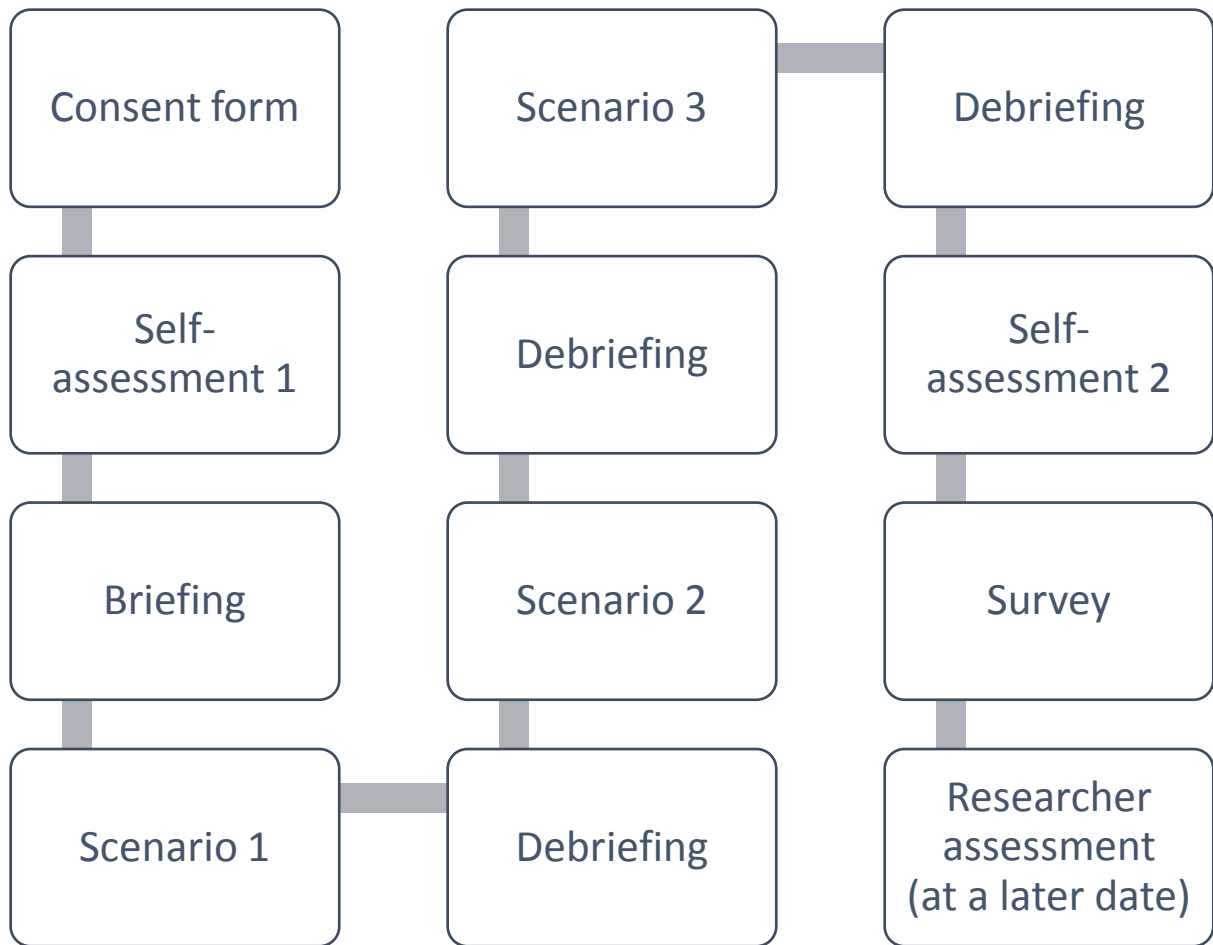 Consent form
Self-
assessment 1
Briefing
Scenario 1
Debriefing
Scenario 2
Debriefing
Scenario 3
Debriefing
Self-
assessment 2
Survey
Researcher
assessment
(at a later date)